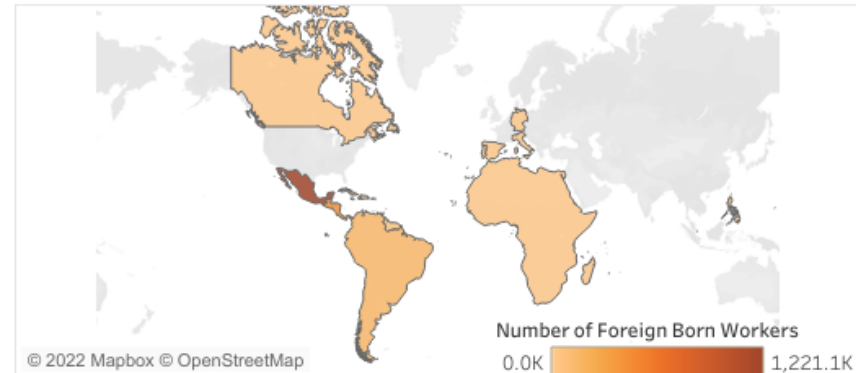 Number of Foreign Born Workers
© 2022 Mapbox © OpenStreetMap
0.0K 1,221.1K